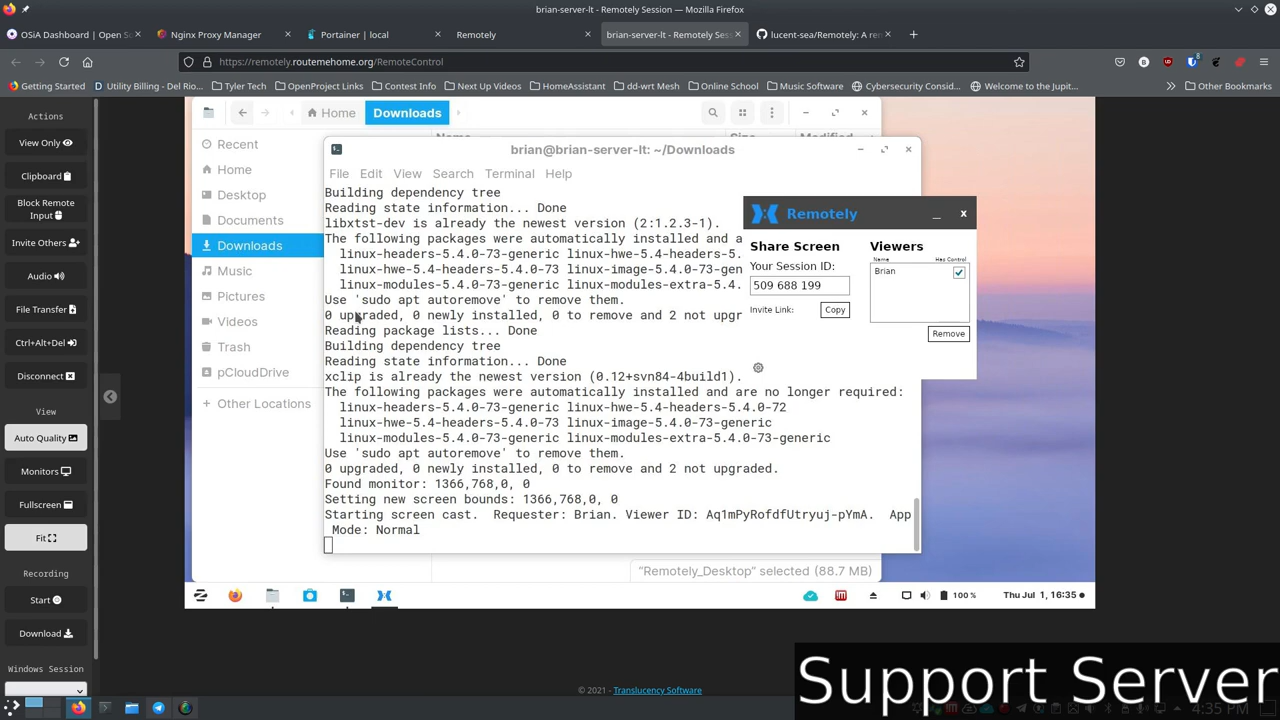 brian-server-lt - Remotely Session — Mozilla Firefox
OSiA Dashboard | Open So
Nginx Proxy Manager
Portainer | local
Remotely
brian-server-lt - Remotely Sess
lucent-sea/Remotely: A rem
https://remotely.routemehome.org/RemoteControl
Getting Started
Utility Billing - Del Rio...
Tyler Tech
OpenProject Links
Contest Info
Next Up Videos
HomeAssistant
dd-wrt Mesh
Online School
Music Software
Cybersecurity Consid...
Welcome to the Jupit...
Other Bookmarks
Actions
View Only
Clipboard
Block Remote
Input
Invite Others
Audio
File Transfer
Ctrl+Alt+Del
Disconnect
View
Auto Quality
Monitors
Fullscreen
Fit
Recording
Start
Download
Windows Session
Home
Downloads
Name
Size
Modified
Recent
Home
Desktop
Documents
Downloads
Music
Pictures
Videos
Trash
pCloudDrive
Other Locations
brian@brian-server-lt: ~/Downloads
File Edit View Search Terminal Help
Building dependency tree
Reading state information... Done
libxtst-dev is already the newest version (2:1.2.3-1).
The following packages were automatically installed and a
linux-headers-5.4.0-73-generic linux-hwe-5.4-headers-5.
linux-hwe-5.4-headers-5.4.0-73 linux-image-5.4.0-73-gen
linux-modules-5.4.0-73-generic linux-modules-extra-5.4.
Use 'sudo apt autoremove' to remove them.
0 upgraded, 0 newly installed, 0 to remove and 2 not upgr
Reading package lists... Done
Building dependency tree
Reading state information... Done
xclip is already the newest version (0.12+svn84-4build1).
The following packages were automatically installed and are no longer required:
linux-headers-5.4.0-73-generic linux-hwe-5.4-headers-5.4.0-72
linux-hwe-5.4-headers-5.4.0-73 linux-image-5.4.0-73-generic
linux-modules-5.4.0-73-generic linux-modules-extra-5.4.0-73-generic
Use 'sudo apt autoremove' to remove them.
0 upgraded, 0 newly installed, 0 to remove and 2 not upgraded.
Found monitor: 1366,768,0, 0
Setting new screen bounds: 1366,768,0, 0
Starting screen cast.  Requester: Brian. Viewer ID: Aq1mPyRofdfUtryuj-pYmA.  App
Mode: Normal
Remotely
Share Screen
Your Session ID:
509 688 199
Invite Link:
Copy
Viewers
Name
Has Control
Brian
Remove
“Remotely_Desktop” selected (88.7 MB)
100 %
Thu Jul 1, 16:35
© 2021 - Translucency Software
Support Server
4:35 PM